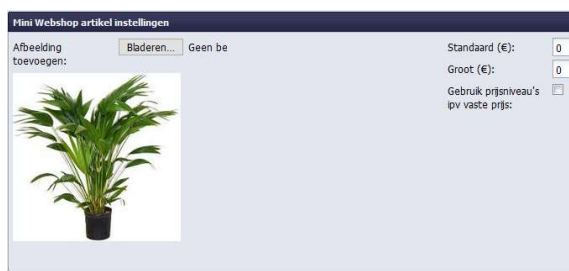 Mini Webshop artikel instellingen
Afbeelding toevoegen:
Bladeren... Geen be
Standaard (€): 0
Groot (€): 0
Gebruik prijsniveau's
ipv vaste prijs: